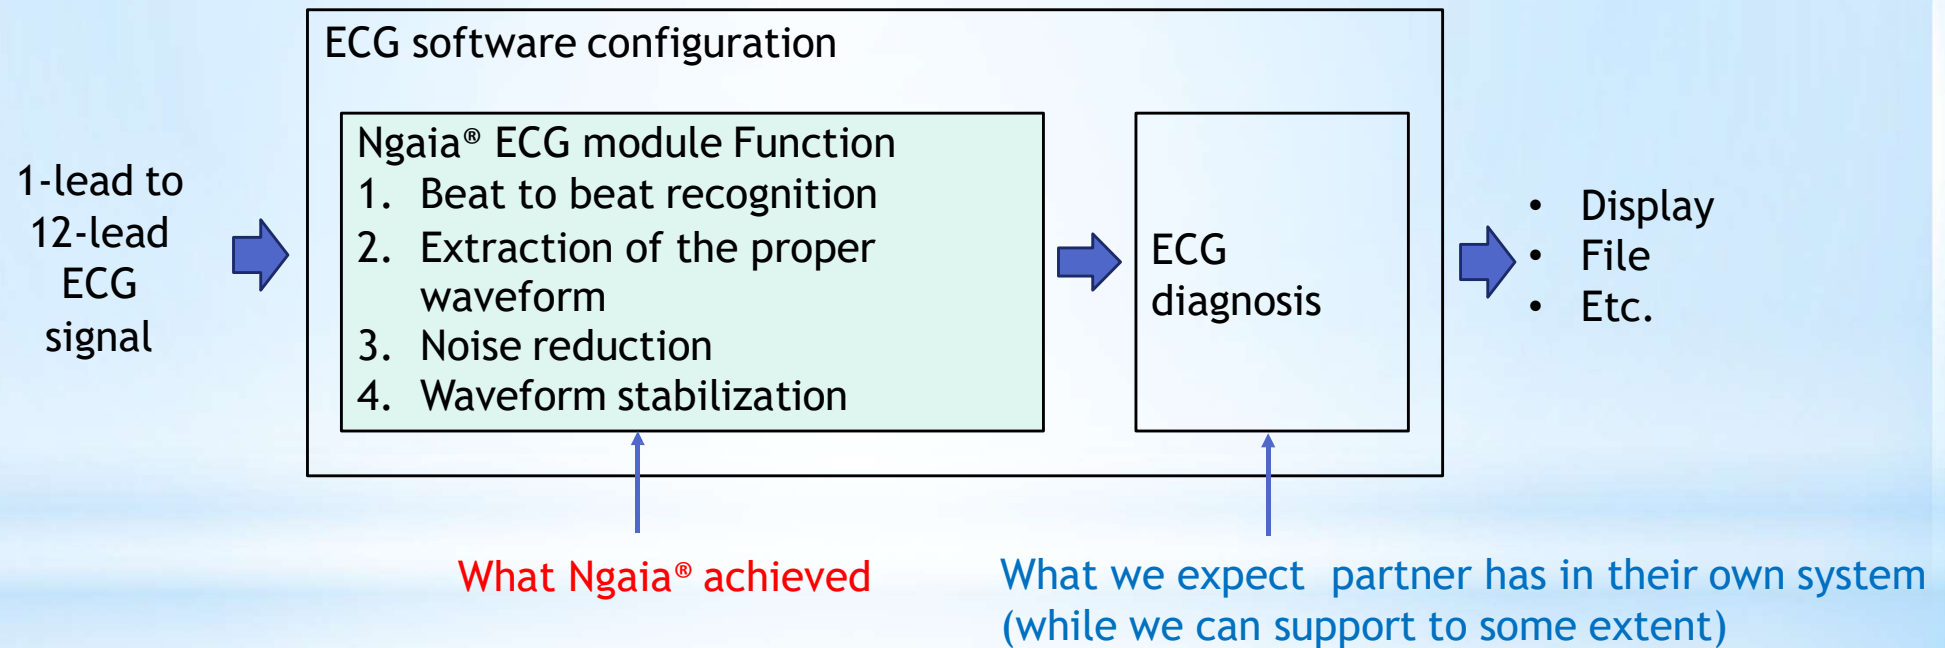 ECG software configuration
1-lead to
12-lead
ECG
signal
Ngaia® ECG module Function
1. Beat to beat recognition
2. Extraction of the proper
waveform
3. Noise reduction
4. Waveform stabilization
ECG
diagnosis
• Display
• File
• Etc.
What Ngaia® achieved
What we expect partner has in their own system
(while we can support to some extent)